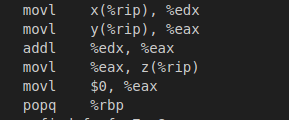 movl x(%rip), %edx
movl y(%rip), %eax
addl %edx, %eax
movl %eax, z(%rip)
movl $0, %eax
popq %rbp